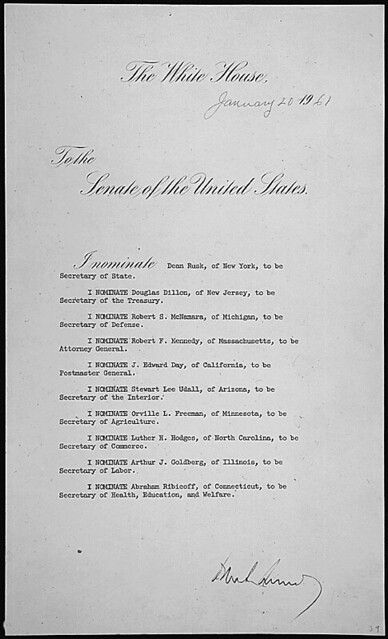 The White House,
January 20 1961
To the
Senate of the United States.
I nominate Dean Rusk, of New York, to be
Secretary of State.
I NOMINATE Douglas Dillon, of New Jersey, to be
Secretary of the Treasury.
I NOMINATE Robert S. McNamara, of Michigan, to be
Secretary of Defense.
I NOMINATE Robert F. Kennedy, of Massachusetts, to be
Attorney General.
I NOMINATE J. Edward Day, of California, to be
Postmaster General.
I NOMINATE Stewart Lee Udall, of Arizona, to be
Secretary of the Interior.
I NOMINATE Orville L. Freeman, of Minnesota, to be
Secretary of Agriculture.
I NOMINATE Luther H. Hodges, of North Carolina, to be
Secretary of Commerce.
I NOMINATE Arthur J. Goldberg, of Illinois, to be
Secretary of Labor.
I NOMINATE Abraham Ribicoff, of Connecticut, to be
Secretary of Health, Education, and Welfare.